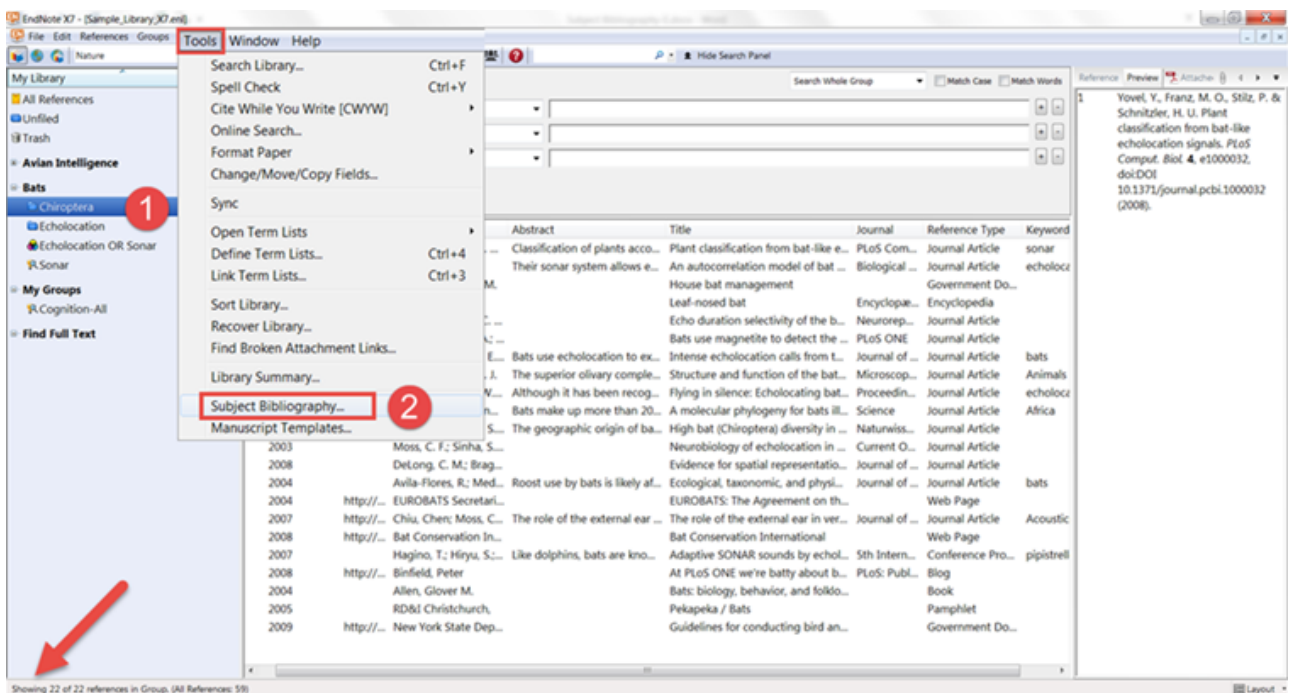 EndNote X7 - [Sample_Library_X7.enl]
File Edit References Groups Tools Window Help
Nature
Hide Search Panel
My Library
All References
Unfiled
Trash
Avian Intelligence
Bats
Chiroptera
Echolocation
Echolocation OR Sonar
Sonar
My Groups
Cognition-All
Find Full Text
1
Search Library... Ctrl+F
Spell Check Ctrl+Y
Cite While You Write [CWYW]
Online Search...
Format Paper
Change/Move/Copy Fields...
Sync
Open Term Lists
Define Term Lists... Ctrl+4
Link Term Lists... Ctrl+3
Sort Library...
Recover Library...
Find Broken Attachment Links...
Library Summary...
Subject Bibliography...
2
Manuscript Templates...
Search Whole Group Match Case Match Words
Abstract Title Journal Reference Type Keyword
... Classification of plants acco... Plant classification from bat-like e... PLoS Com... Journal Article sonar
Their sonar system allows e... An autocorrelation model of bat ... Biological ... Journal Article echoloca
M. House bat management Government Do...
Leaf-nosed bat Encyclopæ... Encyclopedia
... Echo duration selectivity of the b... Neurorep... Journal Article
Bats use magnetite to detect the ... PLoS ONE Journal Article
E... Bats use echolocation to ex... Intense echolocation calls from t... Journal of ... Journal Article bats
J. The superior olivary comple... Structure and function of the bat... Microscop... Journal Article Animals
Although it has been recog... Flying in silence: Echolocating bat... Proceedin... Journal Article echoloca
Bats make up more than 20... A molecular phylogeny for bats ill... Science Journal Article Africa
S... The geographic origin of ba... High bat (Chiroptera) diversity in ... Naturwiss... Journal Article
2003 Moss, C. F.; Sinha, S.... Neurobiology of echolocation in ... Current O... Journal Article
2008 DeLong, C. M.; Brag... Evidence for spatial representatio... Journal of ... Journal Article
2004 Avila-Flores, R.; Med... Roost use by bats is likely af... Ecological, taxonomic, and physi... Journal of ... Journal Article bats
2004 http://... EUROBATS Secretari... EUROBATS: The Agreement on th... Web Page
2007 http://... Chiu, Chen; Moss, C... The role of the external ear ... The role of the external ear in ver... Journal of ... Journal Article Acoustic
2008 http://... Bat Conservation In... Bat Conservation International Web Page
2007 Hagino, T.; Hiryu, S.;... Like dolphins, bats are kno... Adaptive SONAR sounds by echol... 5th Intern... Conference Pro... pipistrell
2008 http://... Binfield, Peter At PLoS ONE we're batty about b... PLoS: Publ... Blog
2004 Allen, Glover M. Bats: biology, behavior, and folklo... Book
2005 RD&I Christchurch, Pekapeka / Bats Pamphlet
2009 http://... New York State Dep... Guidelines for conducting bird an... Government Do...
Reference Preview Attache
1 Yovel, Y., Franz, M. O., Stilz, P. &
Schnitzler, H. U. Plant
classification from bat-like
echolocation signals. PLoS
Comput. Biol. 4, e1000032,
doi:DOI
10.1371/journal.pcbi.1000032
(2008).
Showing 22 of 22 references in Group. (All References: 59)
Layout